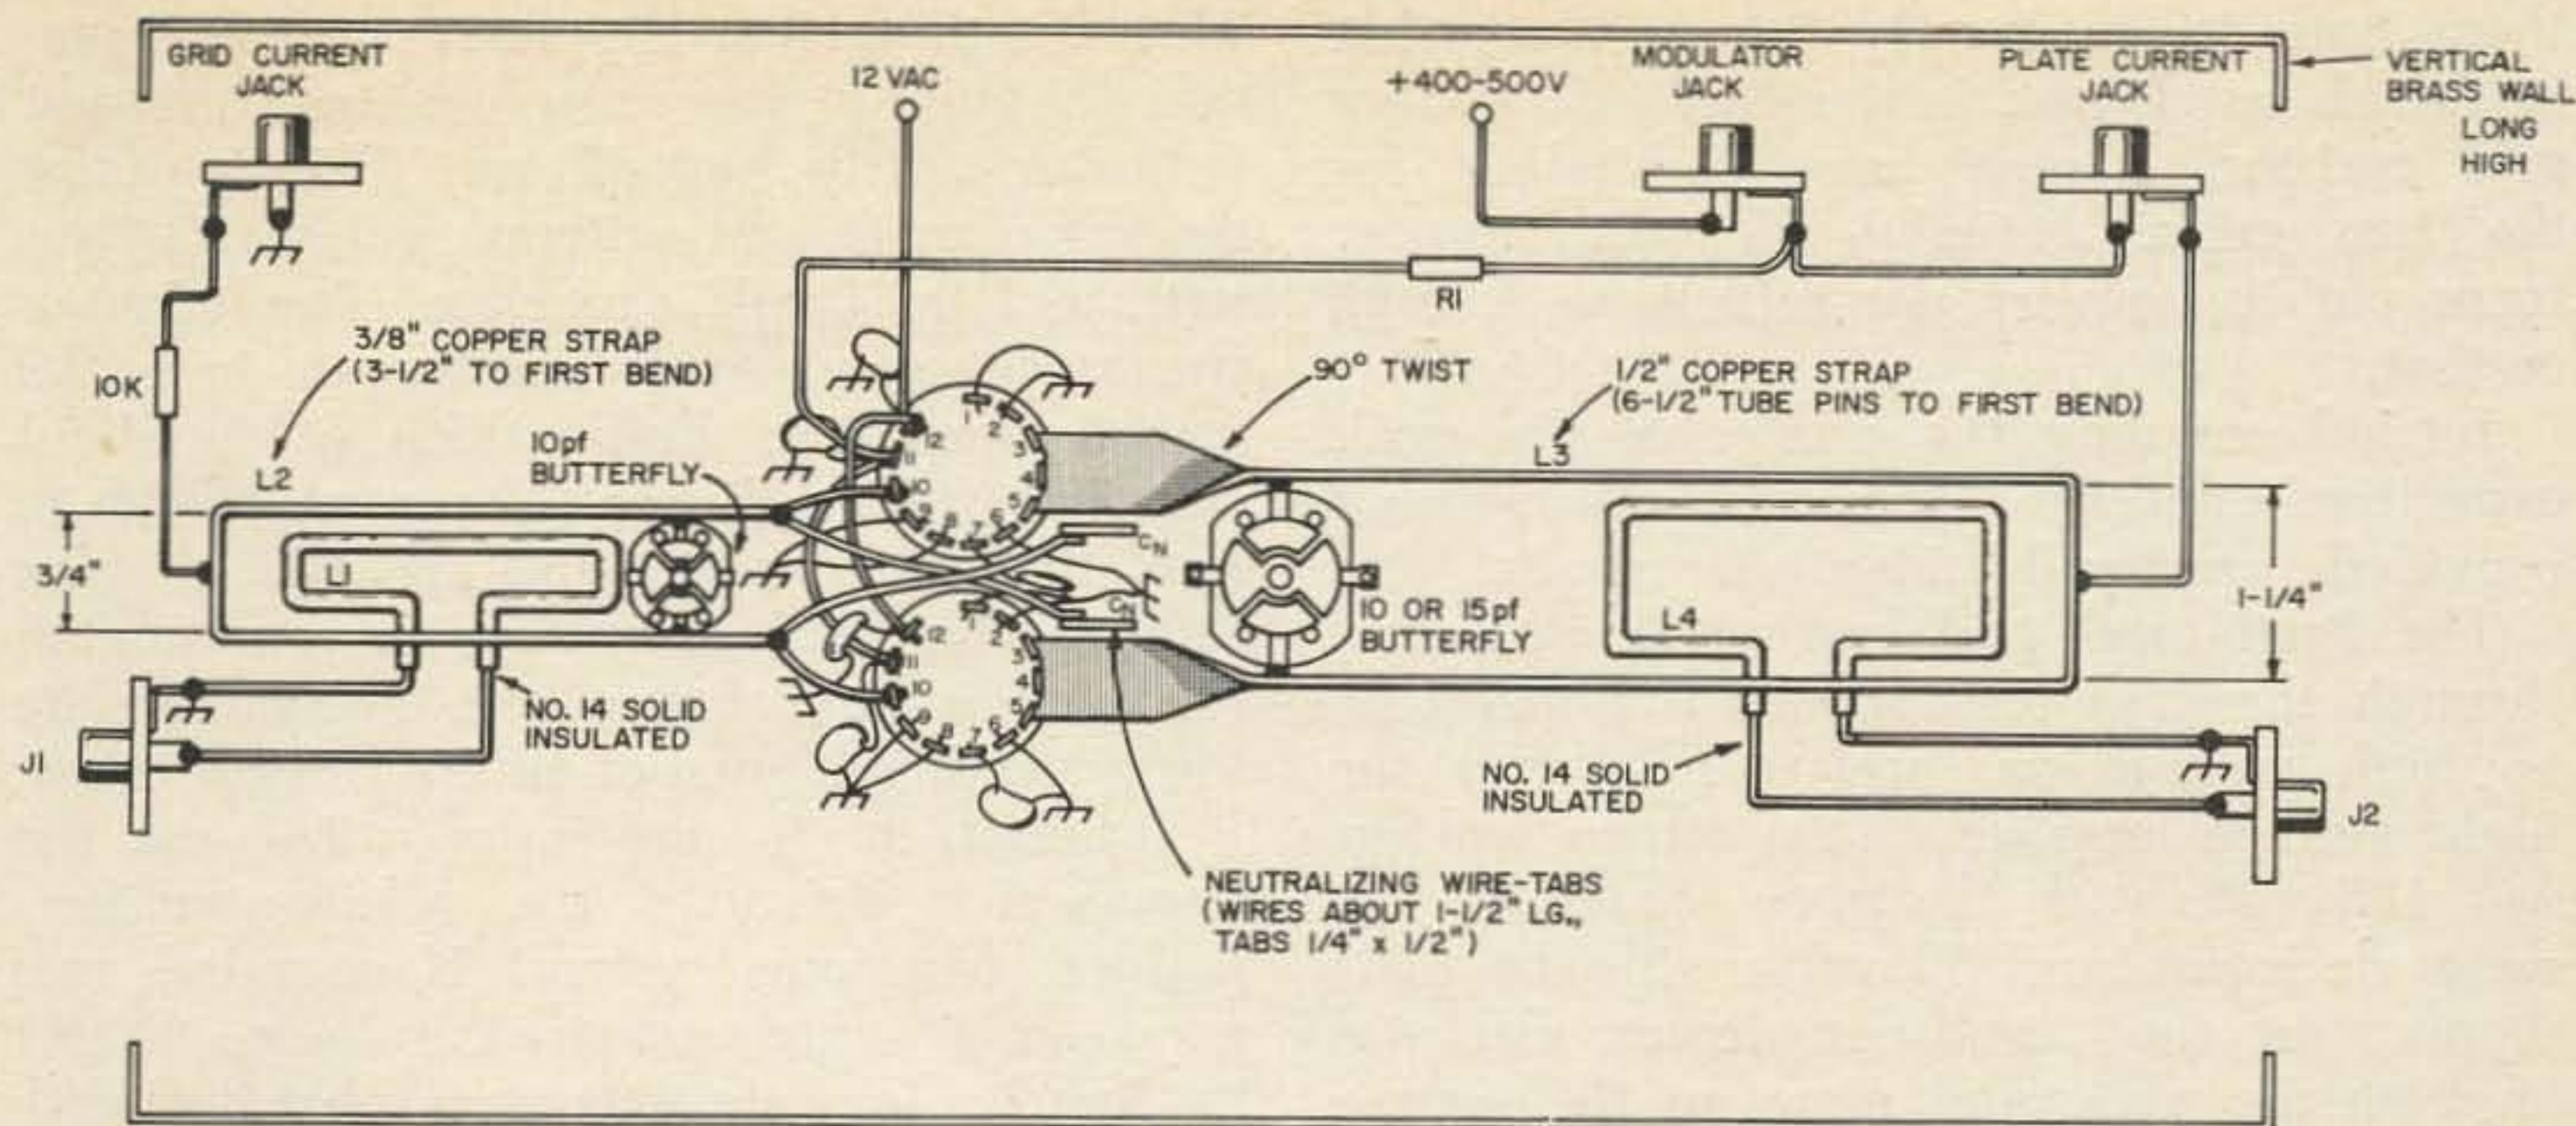 GRID CURRENT
JACK
12 VAC
+400-500V
MODULATOR
JACK
PLATE CURRENT
JACK
VERTICAL
BRASS WALL
LONG
HIGH
R1
3/8" COPPER STRAP
(3-1/2" TO FIRST BEND)
10K
L2
10pf
BUTTERFLY
90° TWIST
1/2" COPPER STRAP
(6-1/2" TUBE PINS TO FIRST BEND)
L3
1
2
3
4
5
6
7
8
9
10
11
12
CN
3/4"
L1
10 OR 15pf
BUTTERFLY
L4
1-1/4"
CN
1
2
3
4
5
6
7
8
9
10
11
12
NO. 14 SOLID
INSULATED
J1
NO. 14 SOLID
INSULATED
J2
NEUTRALIZING WIRE-TABS
(WIRES ABOUT 1-1/2" LG.,
TABS 1/4" x 1/2")